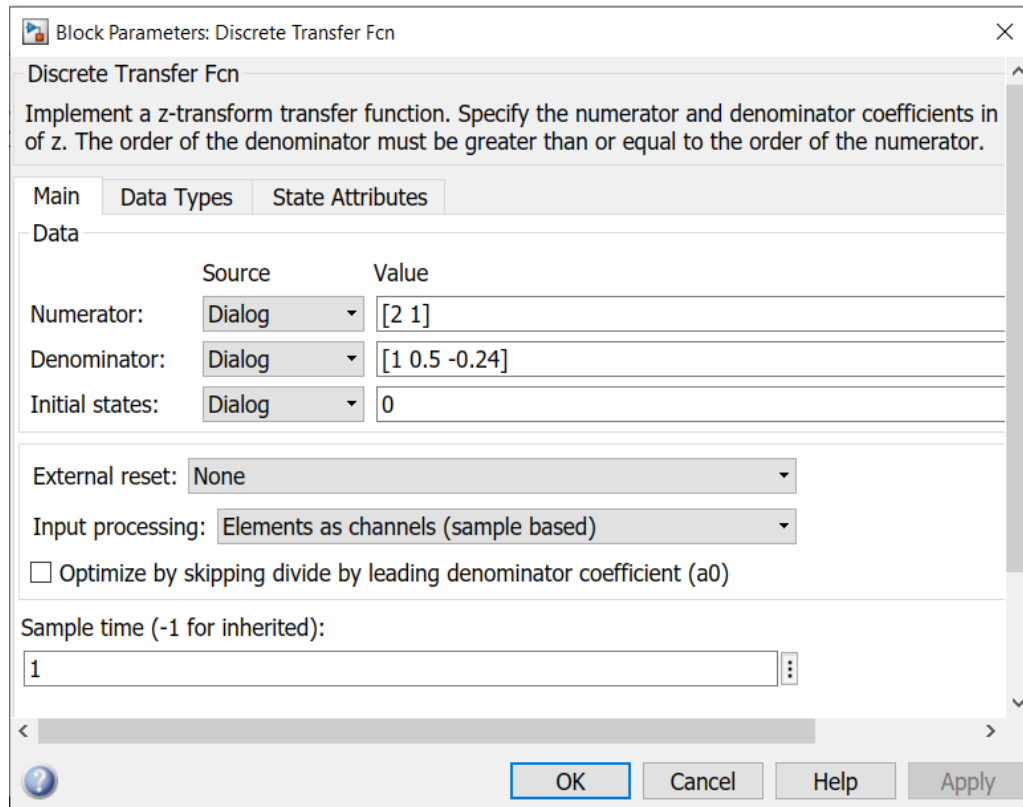 Block Parameters: Discrete Transfer Fcn
Discrete Transfer Fcn
Implement a z-transform transfer function. Specify the numerator and denominator coefficients in
of z. The order of the denominator must be greater than or equal to the order of the numerator.
Main Data Types State Attributes
Data
Source Value
Numerator: Dialog [2 1]
Denominator: Dialog [1 0.5 -0.24]
Initial states: Dialog 0
External reset: None
Input processing: Elements as channels (sample based)
Optimize by skipping divide by leading denominator coefficient (a0)
Sample time (-1 for inherited):
1
OK Cancel Help Apply